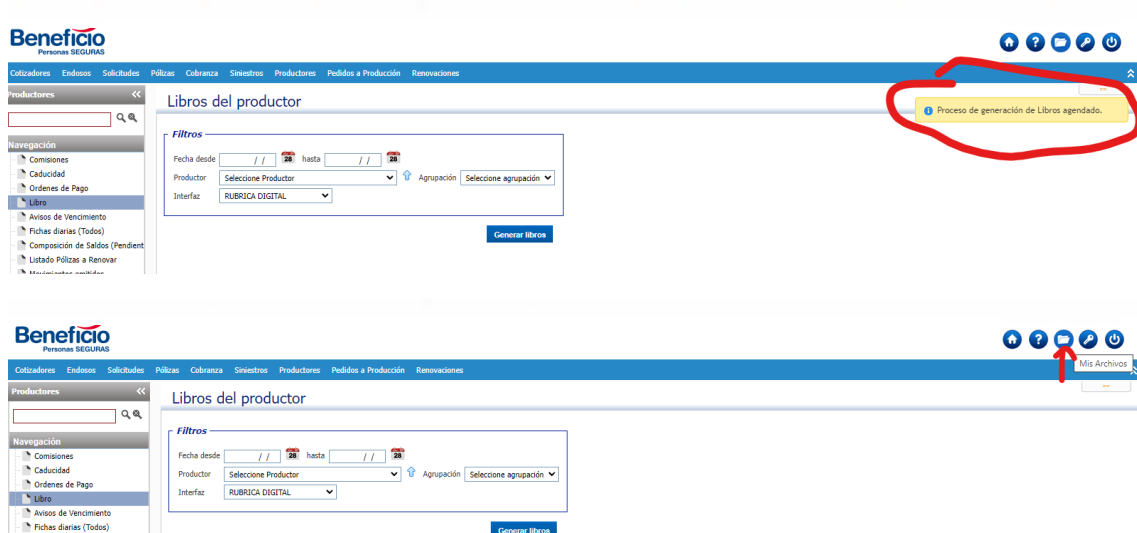 Beneficio
Personas SEGURAS
Cotizadores Endosos Solicitudes Pólizas Cobranza Siniestros Productores Pedidos a Producción Renovaciones
Productores <<
Libros del productor
Proceso de generación de Libros agendado.
Navegación
Comisiones
Caducidad
Ordenes de Pago
Libro
Avisos de Vencimiento
Fichas diarias (Todos)
Composición de Saldos (Pendient
Listado Pólizas a Renovar
Movimientos emitidos
Filtros
Fecha desde / / 28 hasta / / 28
Productor Seleccione Productor Agrupación Seleccione agrupación
Interfaz RUBRICA DIGITAL
Generar libros
Beneficio
Personas SEGURAS
Mis Archivos
Cotizadores Endosos Solicitudes Pólizas Cobranza Siniestros Productores Pedidos a Producción Renovaciones
Productores <<
Libros del productor
Navegación
Comisiones
Caducidad
Ordenes de Pago
Libro
Avisos de Vencimiento
Fichas diarias (Todos)
Filtros
Fecha desde / / 28 hasta / / 28
Productor Seleccione Productor Agrupación Seleccione agrupación
Interfaz RUBRICA DIGITAL
Generar libros